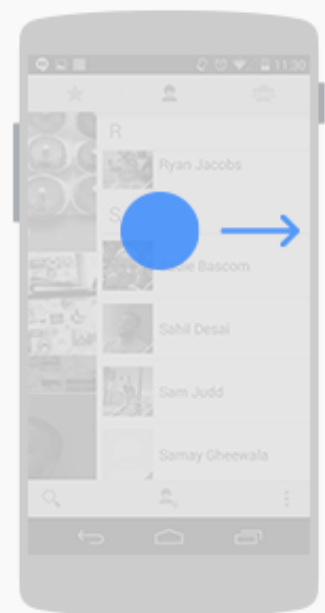 11:30
R
Ryan Jacobs
S
Bascom
Sahil Desai
Sam Judd
Samay Gheewala